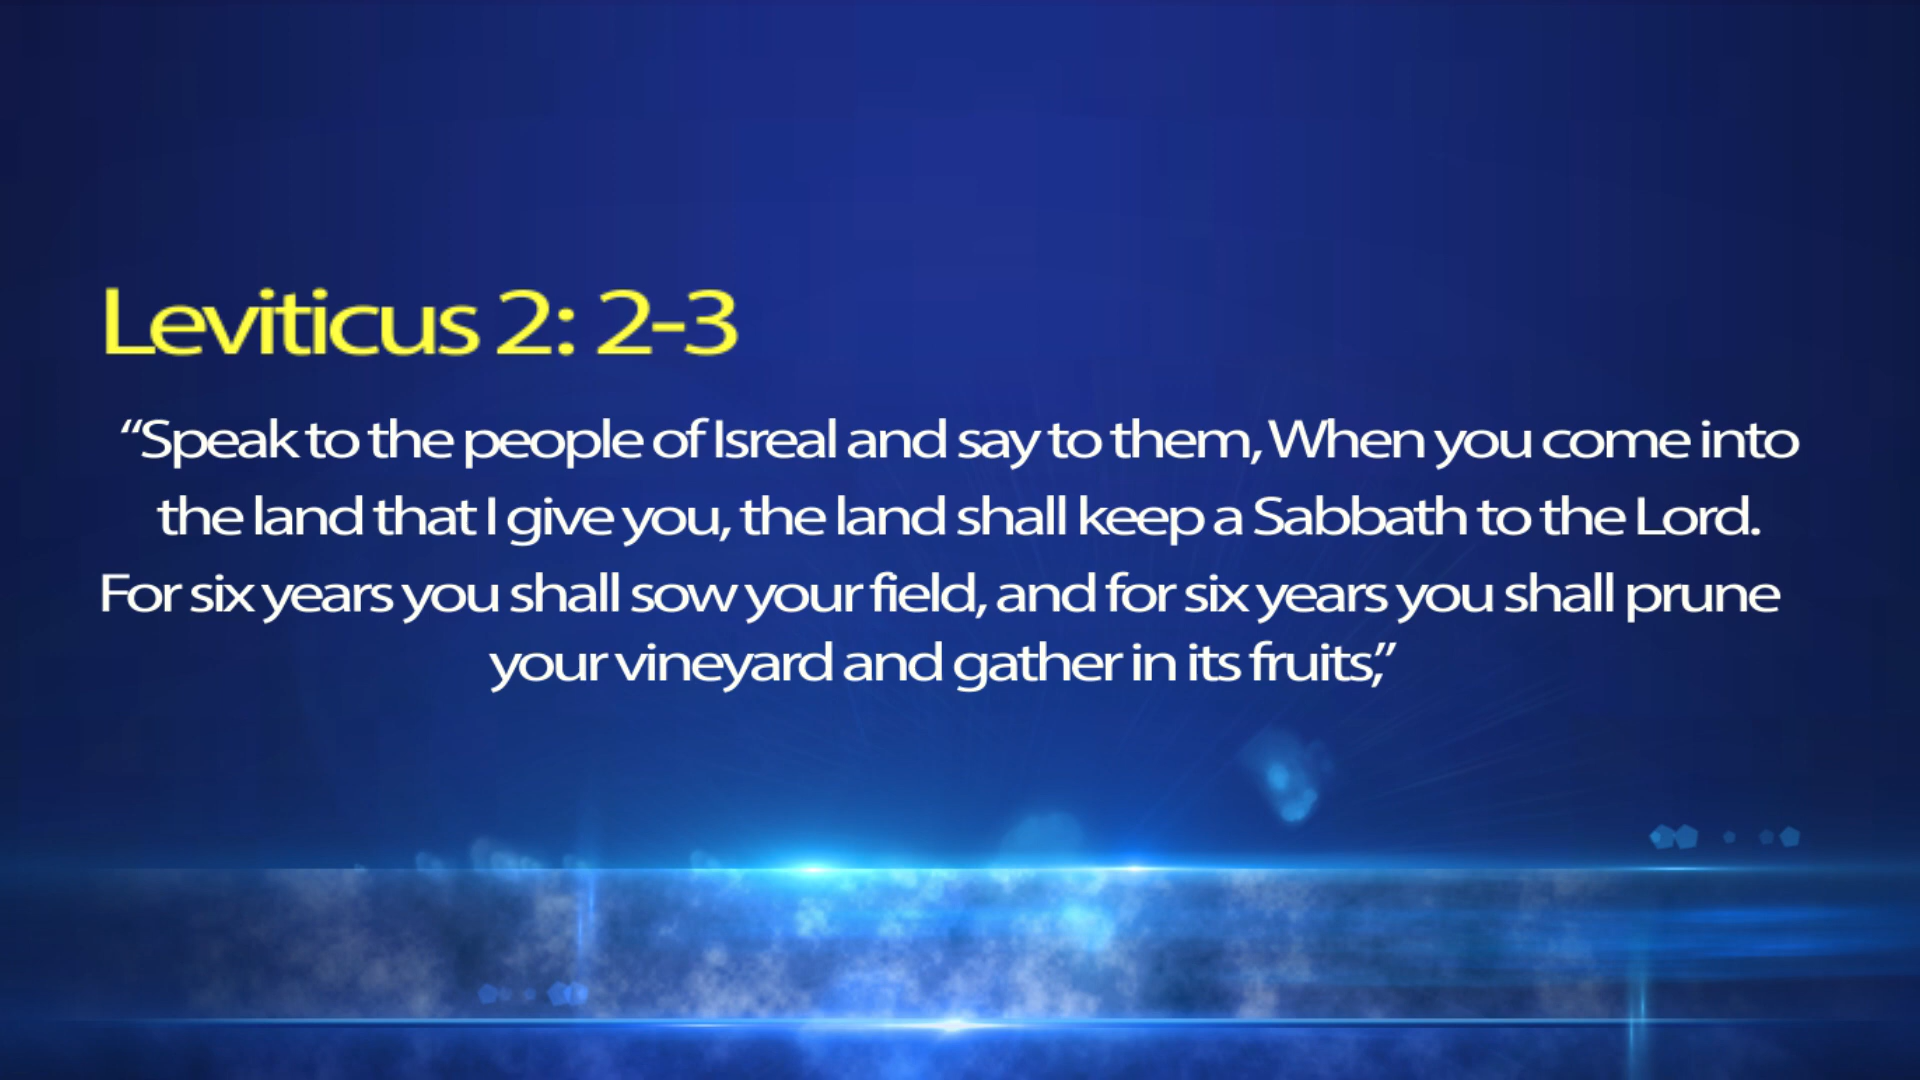 Leviticus 2: 2-3
“Speak to the people of Isreal and say to them, When you come into
the land that I give you, the land shall keep a Sabbath to the Lord.
For six years you shall sow your field, and for six years you shall prune
your vineyard and gather in its fruits,”